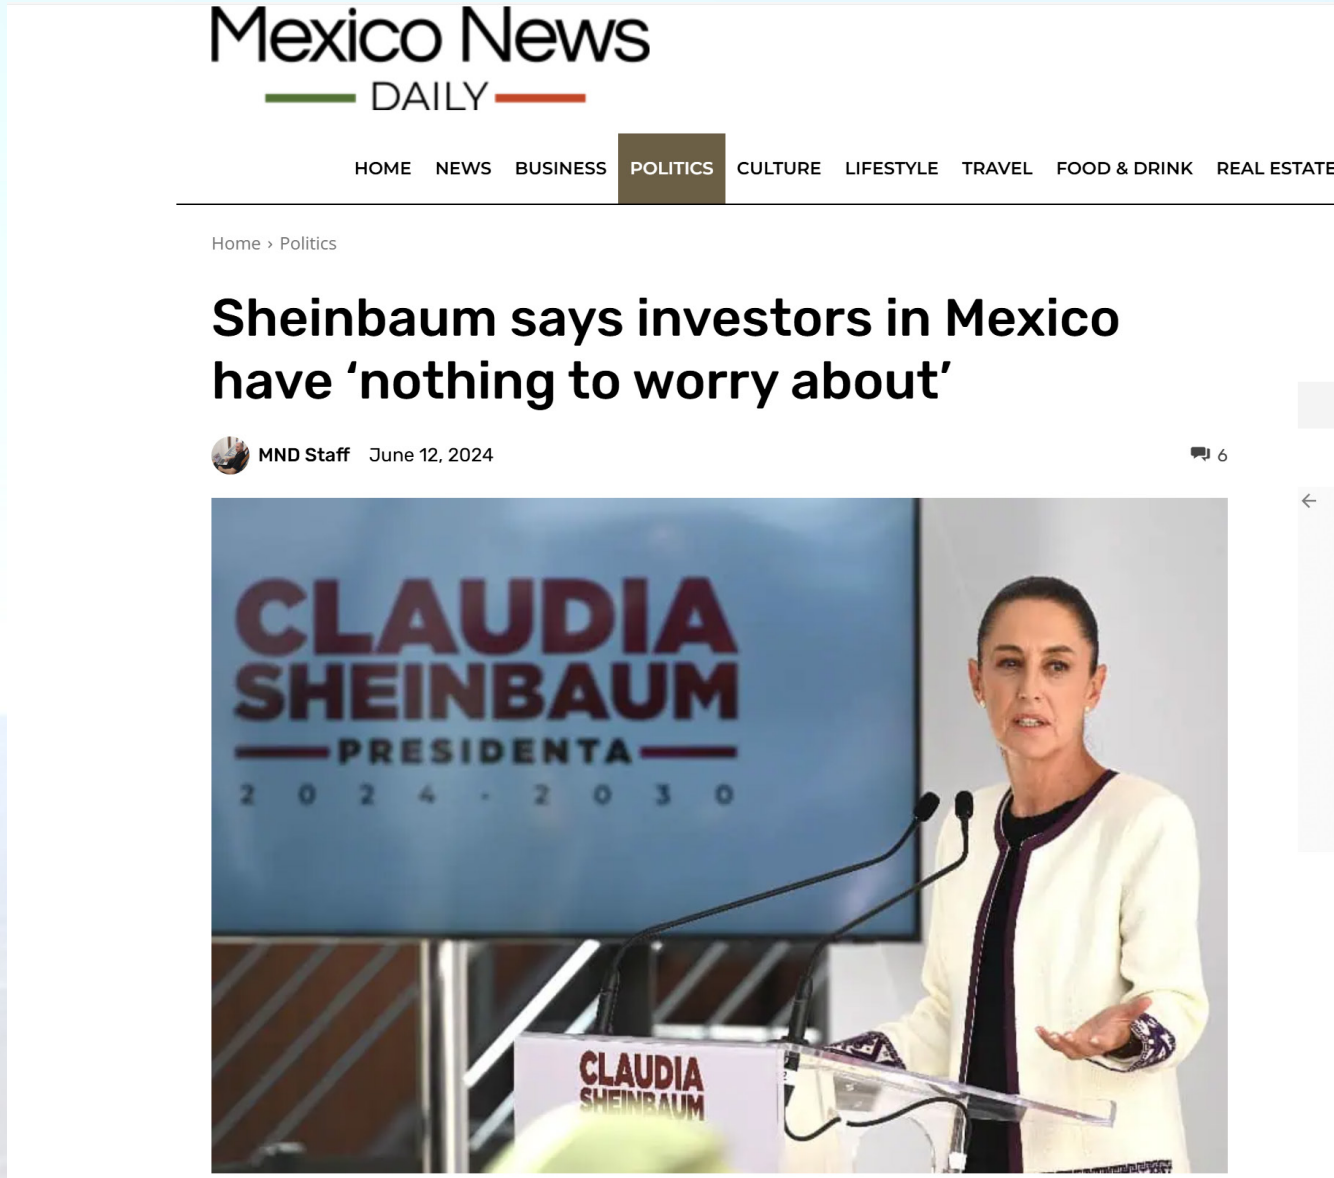 Mexico News
DAILY
HOME NEWS BUSINESS POLITICS CULTURE LIFESTYLE TRAVEL FOOD & DRINK REAL ESTATE
Home › Politics
Sheinbaum says investors in Mexico
have ‘nothing to worry about’
MND Staff June 12, 2024 6
CLAUDIA
SHEINBAUM
PRESIDENTA
2024-2030
CLAUDIA
SHEINBAUM